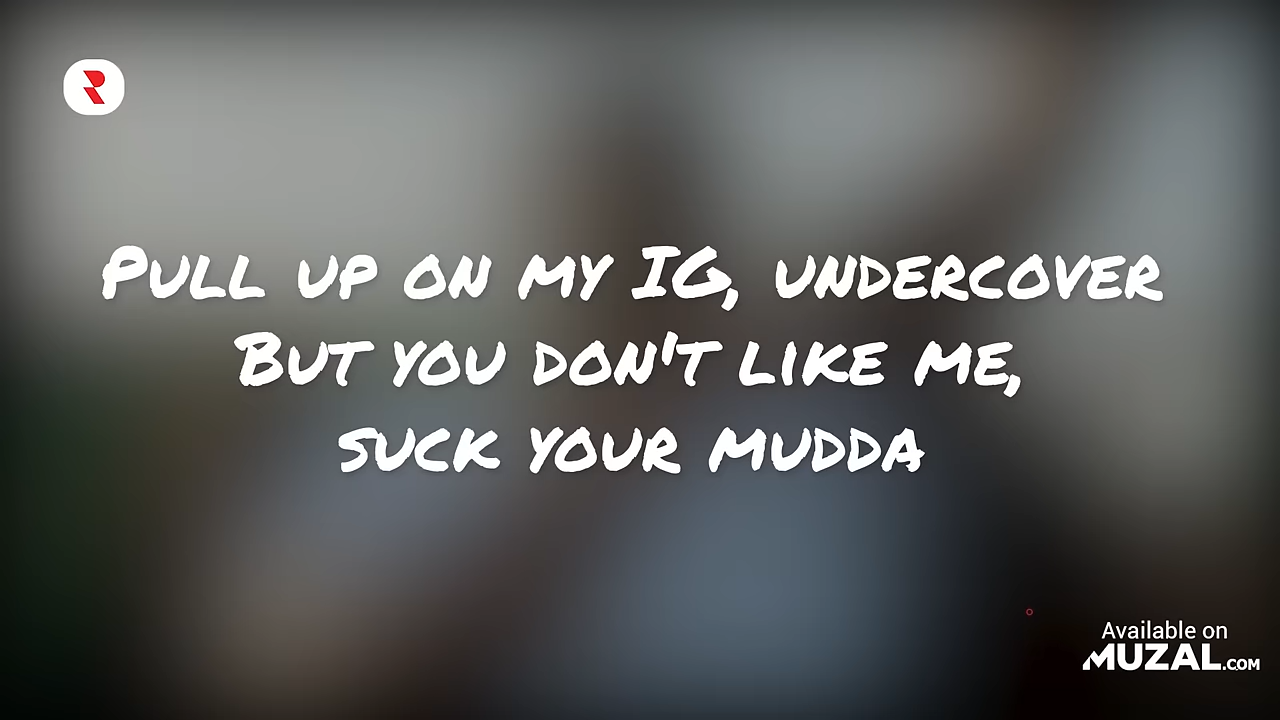 PULL UP ON MY IG, UNDERCOVER
BUT YOU DON'T LIKE ME,
SUCK YOUR MUDDA
Available on
MUZAL.COM